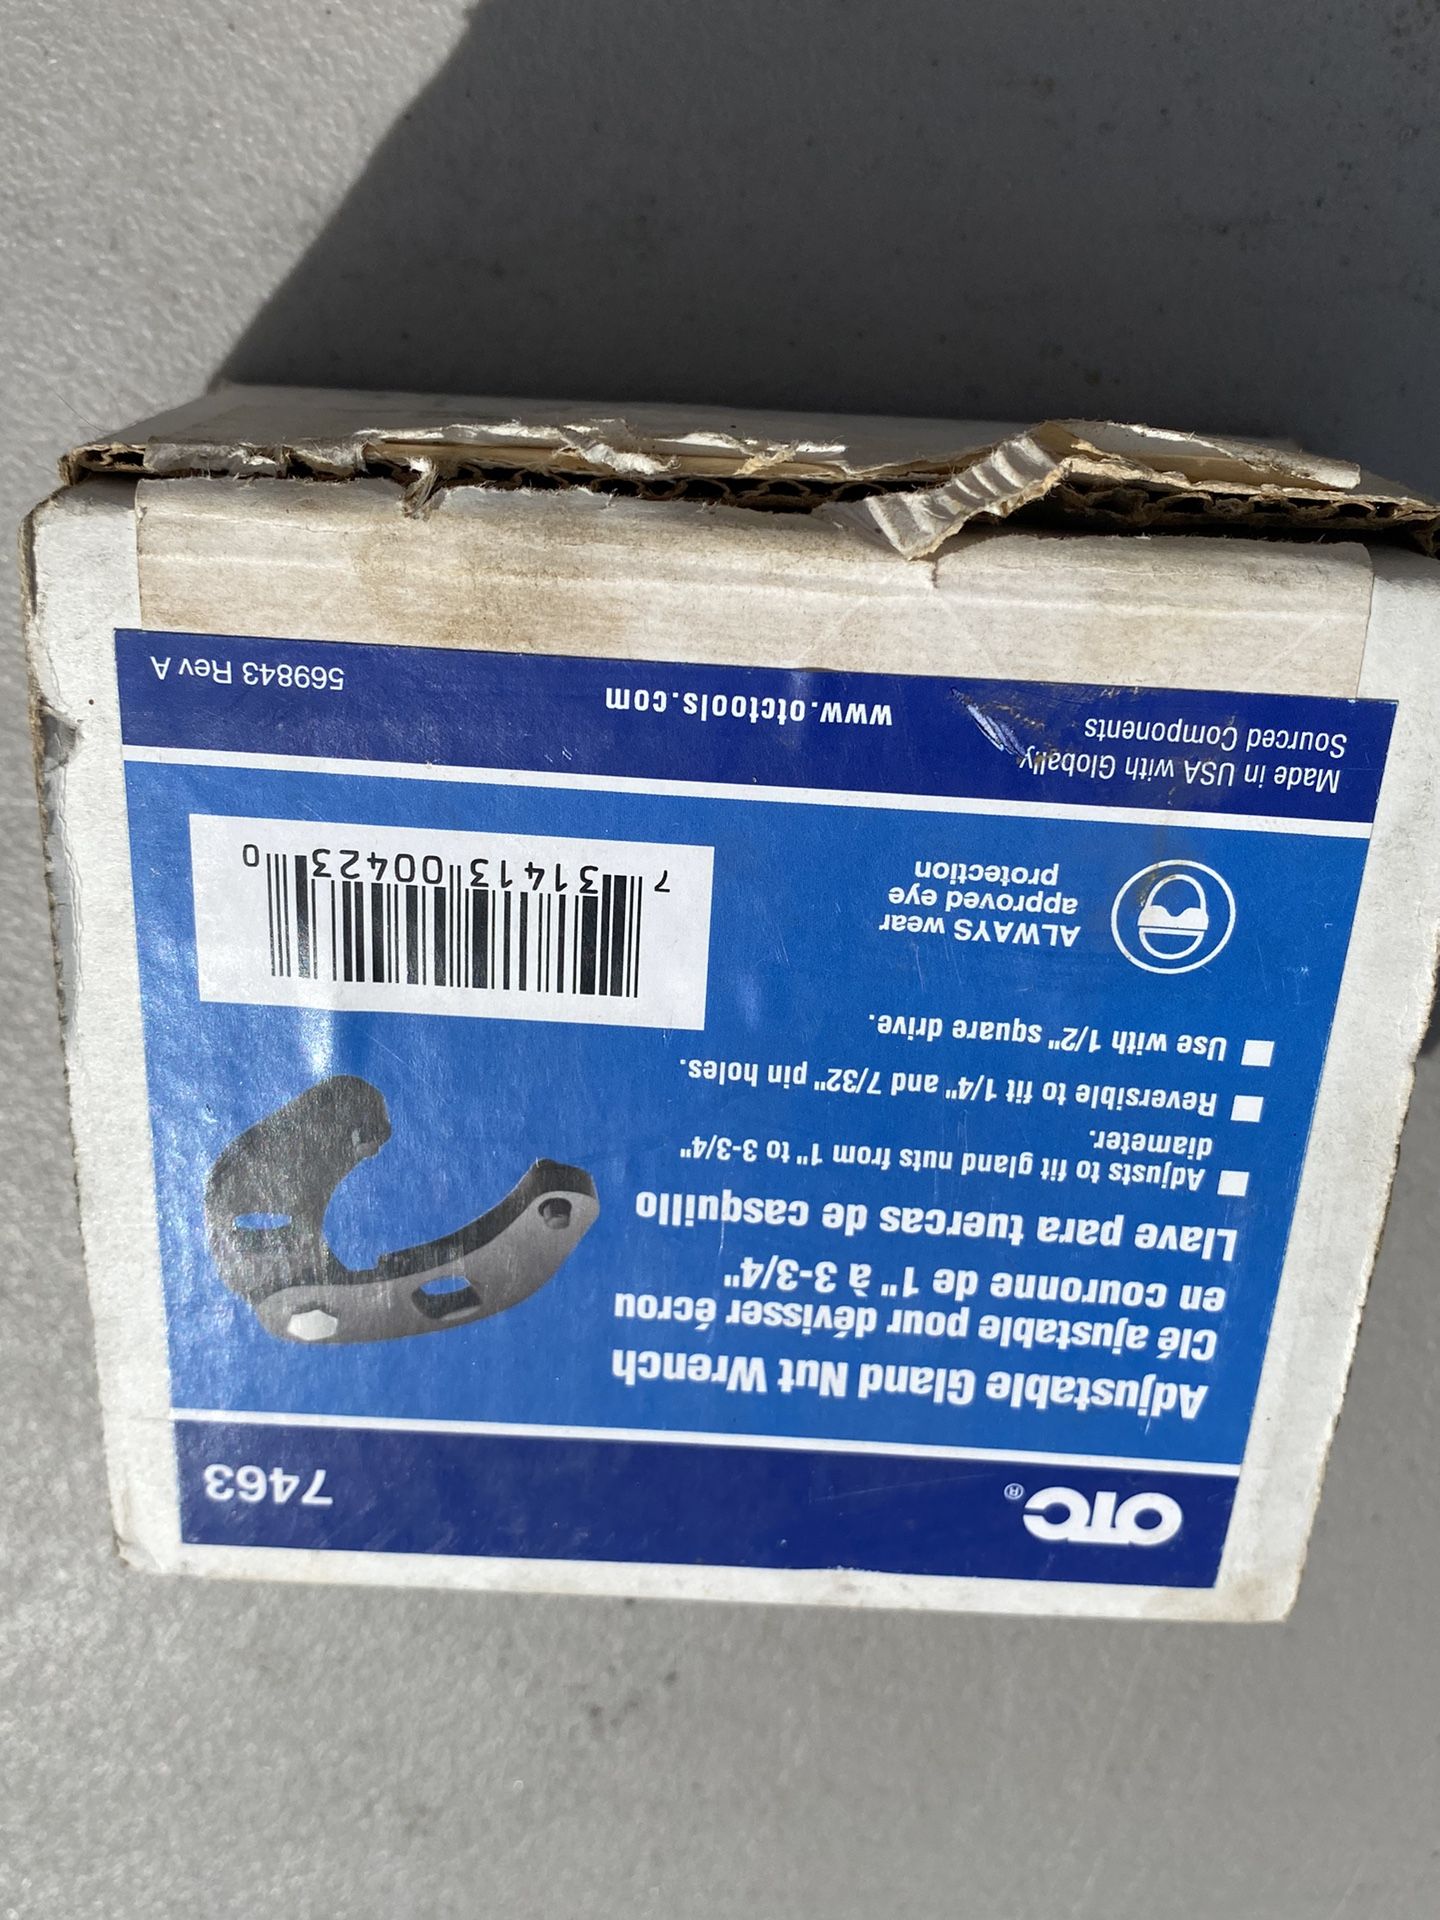 OTC®
7463
Adjustable Gland Nut Wrench
Clé ajustable pour dévisser écrou
en couronne de 1" à 3-3/4"
Llave para tuercas de casquillo
Adjusts to fit gland nuts from 1" to 3-3/4"
diameter.
Reversible to fit 1/4" and 7/32" pin holes.
Use with 1/2" square drive.
ALWAYS wear
approved eye
protection
7 31413 00423 0
Made in USA with Globally
Sourced Components
www.otctools.com
569843 Rev A